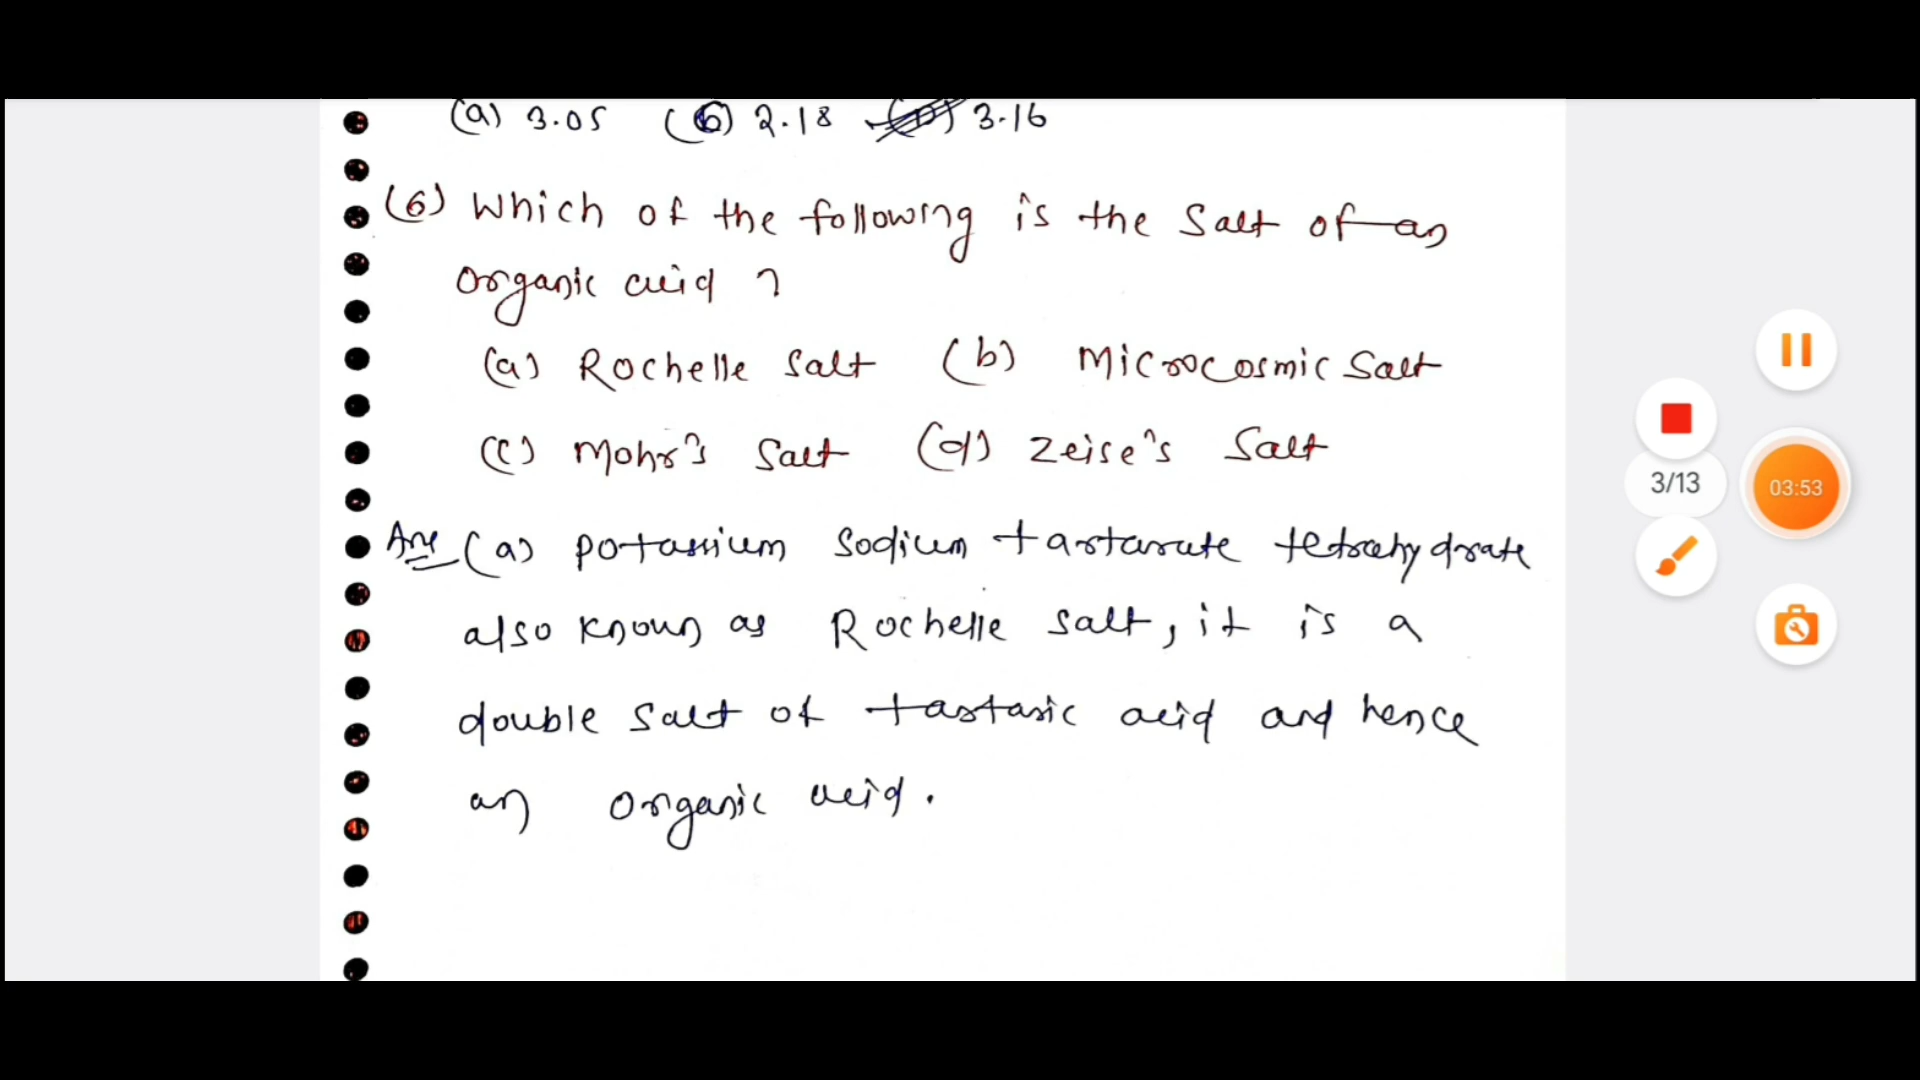 (a) 3.05 (b) 2.18 3.16
(6) Which of the following is the salt of an
organic acid ?
(a) Rochelle salt (b) Microcosmic Salt
(c) Mohr's Salt (d) Zeise's Salt
Ans (a) potassium sodium tartarate tetrahydrate
also known as Rochelle salt, it is a
double salt of tartaric acid and hence
an organic acid.
3/13
03:53